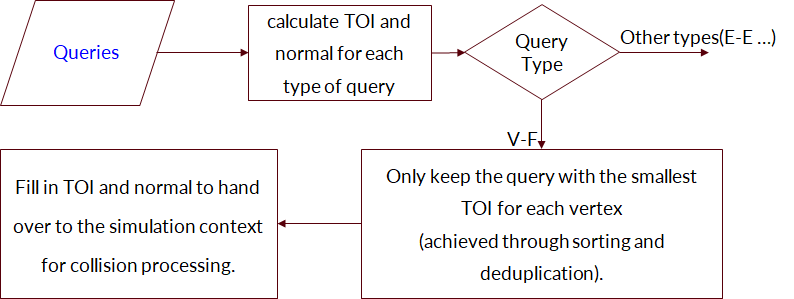 Queries
calculate TOI and
normal for each
type of query
Query
Type
Other types(E-E ...)
V-F
Only keep the query with the smallest
TOI for each vertex
(achieved through sorting and
deduplication).
Fill in TOI and normal to hand
over to the simulation context
for collision processing.